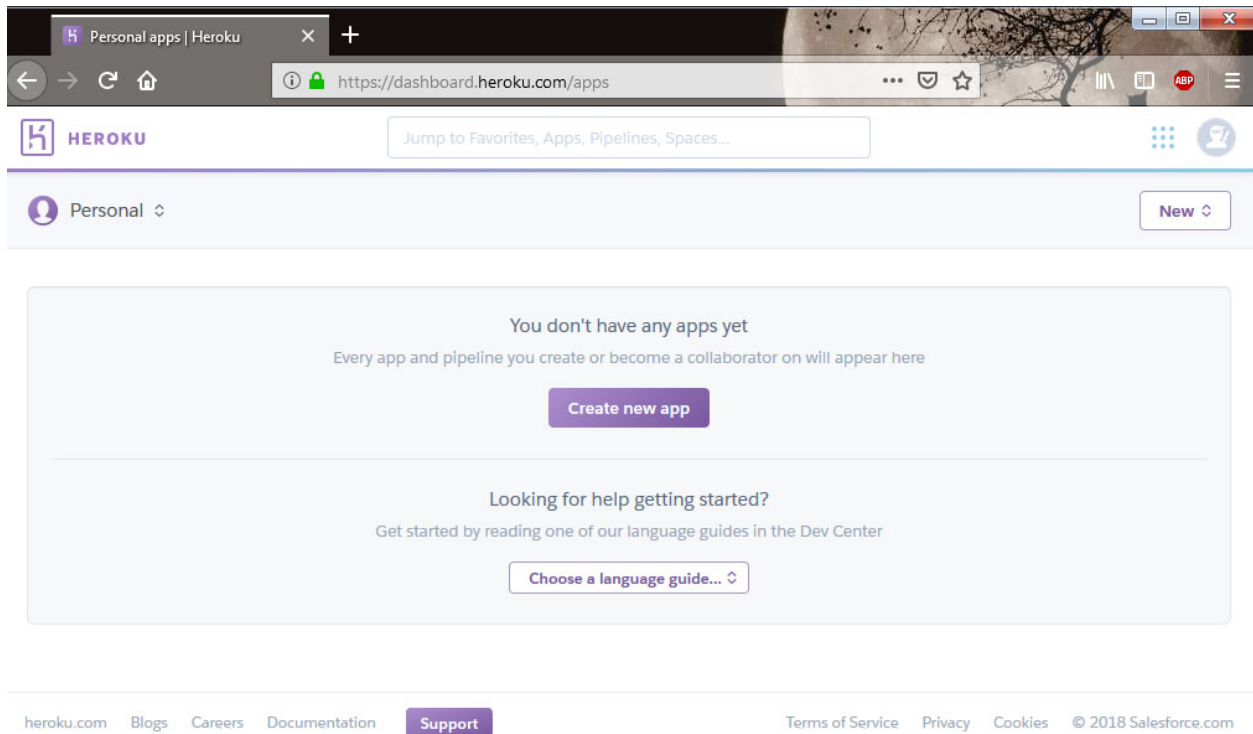 Personal apps | Heroku
https://dashboard.heroku.com/apps
ABP
HEROKU
Jump to Favorites, Apps, Pipelines, Spaces...
Personal
New
You don't have any apps yet
Every app and pipeline you create or become a collaborator on will appear here
Create new app
Looking for help getting started?
Get started by reading one of our language guides in the Dev Center
Choose a language guide...
heroku.com Blogs Careers Documentation Support Terms of Service Privacy Cookies © 2018 Salesforce.com